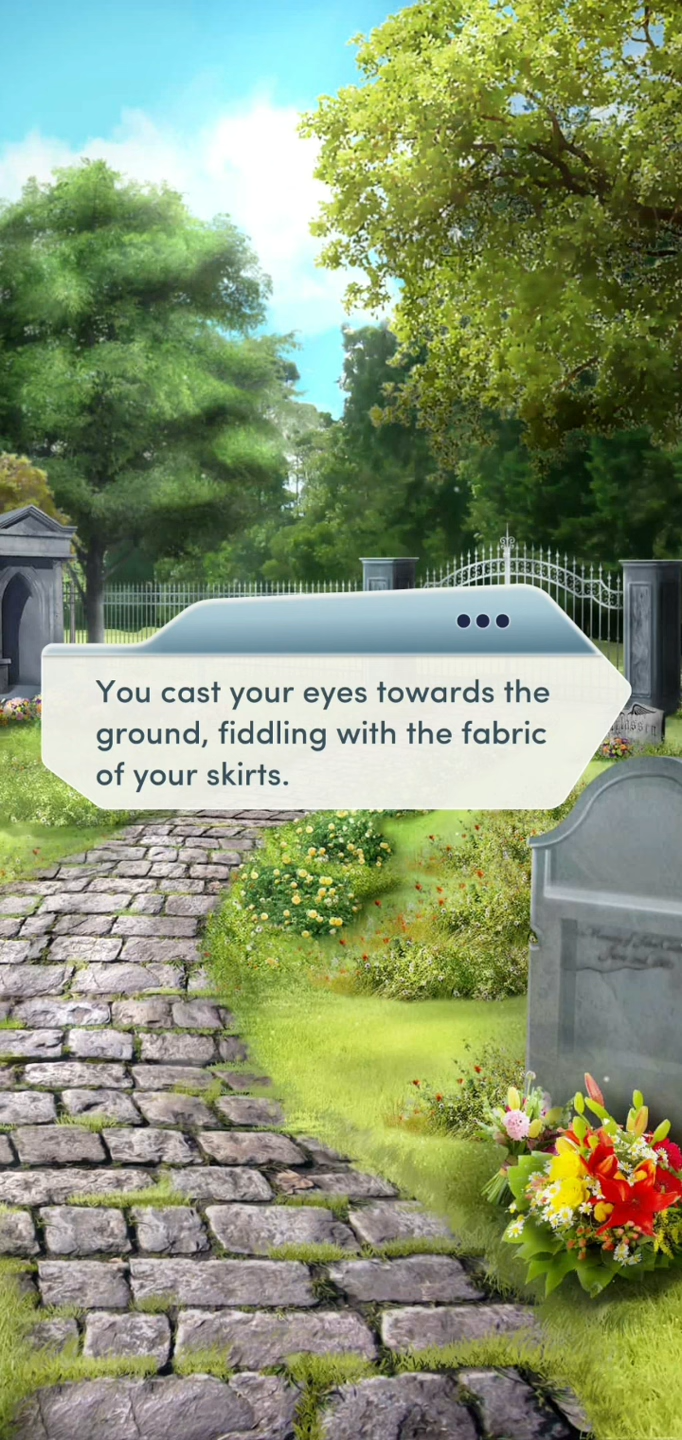 You cast your eyes towards the
ground, fiddling with the fabric
of your skirts.